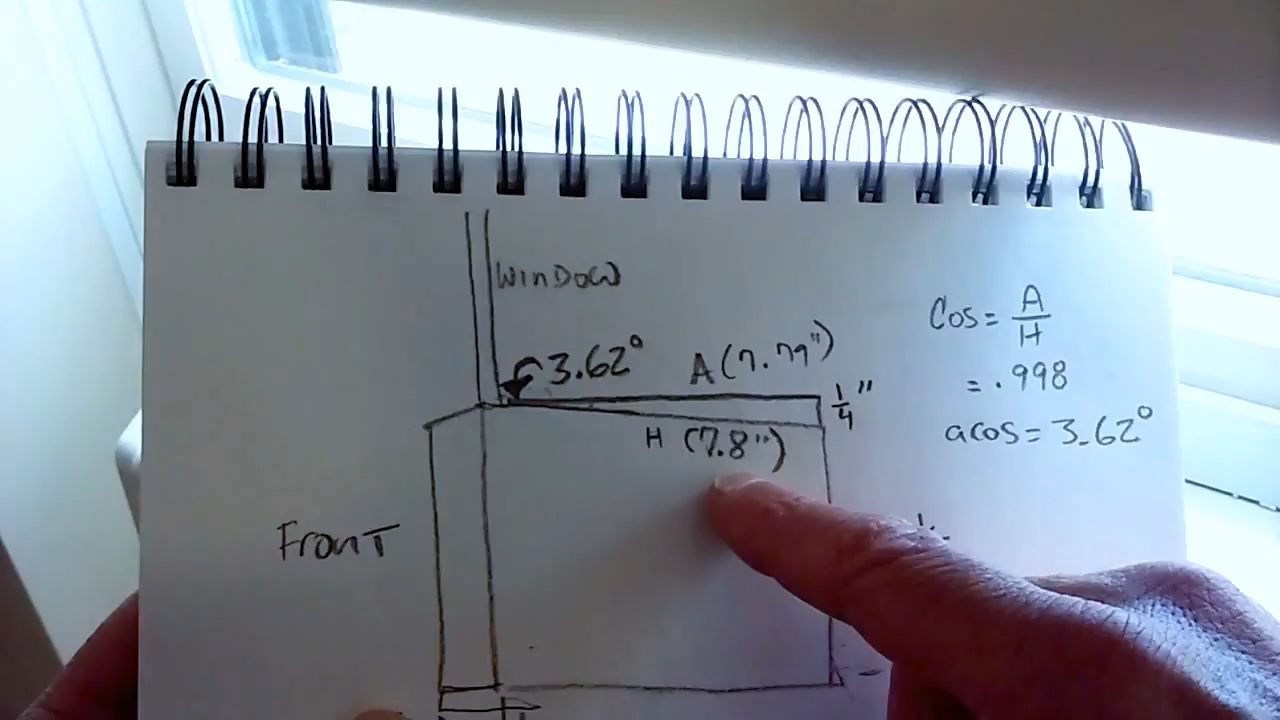 WINDOW
3.62°
A (7.79")
1/4"
H (7.8")
Front
Cos = A/H
= .998
acos = 3.62°